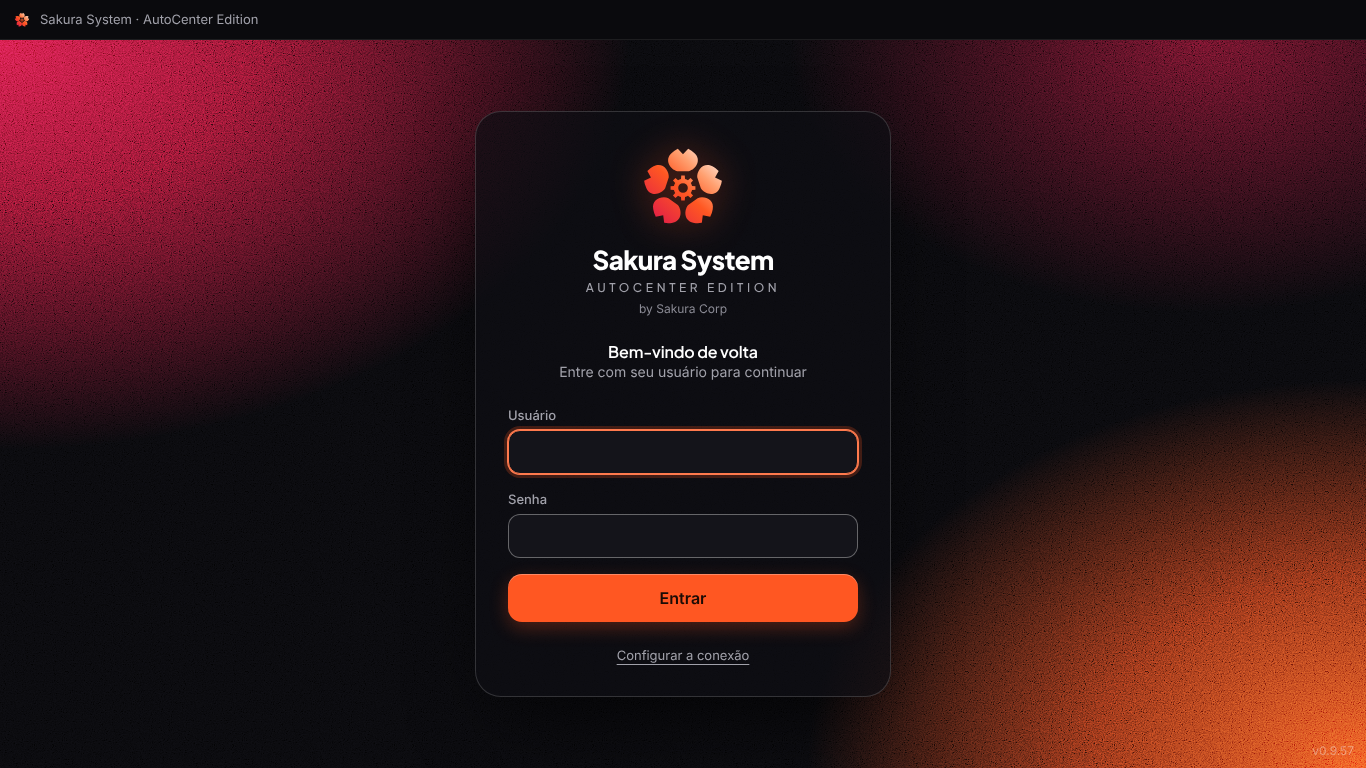 Sakura System · AutoCenter Edition
Sakura System
AUTOCENTER EDITION
by Sakura Corp
Bem-vindo de volta
Entre com seu usuário para continuar
Usuário
Senha
Entrar
Configurar a conexão
v0.9.57